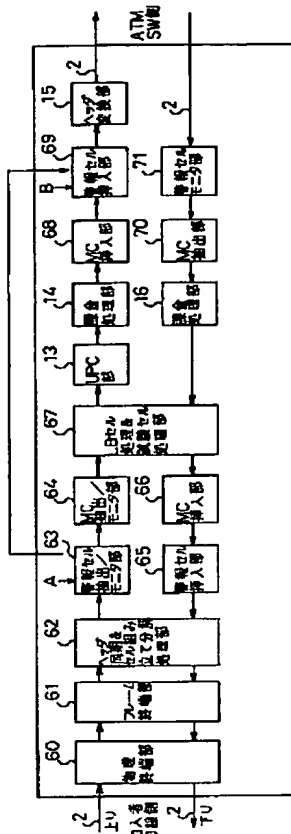 上り
2
加入者
回線側
2
下り
60
物理
終端部
61
フレーム
終端部
62
ヘッダ
同期&
セル組み
立て分解
処理部
A
63
警報セル
抽出/
モニタ部
64
MC
抽出/
モニタ部
65
警報セル
挿入部
66
MC
挿入部
67
LBセル
処理&
試験セル
処理部
13
UPC
部
14
課金
処理部
68
MC
挿入部
B
69
警報セル
挿入部
15
ヘッダ
変換部
2
ATM
SW側
16
課金
処理部
70
MC
抽出部
71
警報セル
モニタ部
2